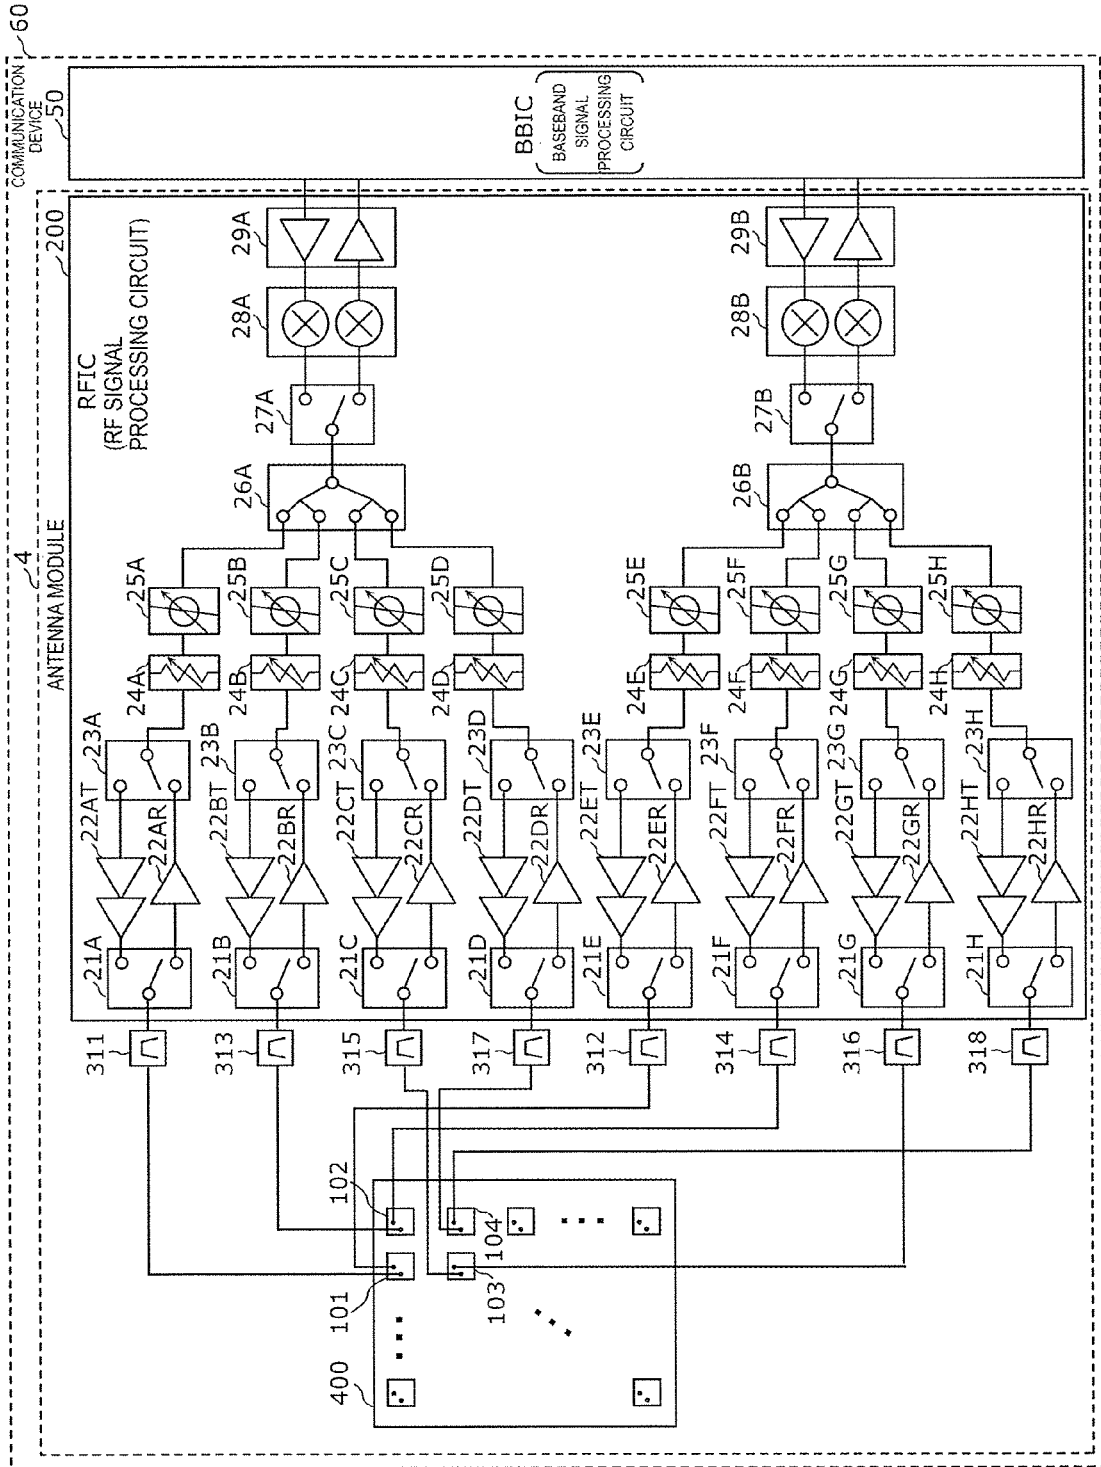 60
COMMUNICATION
DEVICE
50
BBIC
BASEBAND
SIGNAL
PROCESSING
CIRCUIT
4
ANTENNA MODULE
200
RFIC
(RF SIGNAL
PROCESSING CIRCUIT)
29A
29B
28A
28B
27A
27B
26A
26B
25A
25B
25C
25D
25E
25F
25G
25H
24A
24B
24C
24D
24E
24F
24G
24H
23A
23B
23C
23D
23E
23F
23G
23H
22AT
22BT
22CT
22DT
22ET
22FT
22GT
22HT
22AR
22BR
22CR
22DR
22ER
22FR
22GR
22HR
21A
21B
21C
21D
21E
21F
21G
21H
311
313
315
317
312
314
316
318
102
104
101
103
400